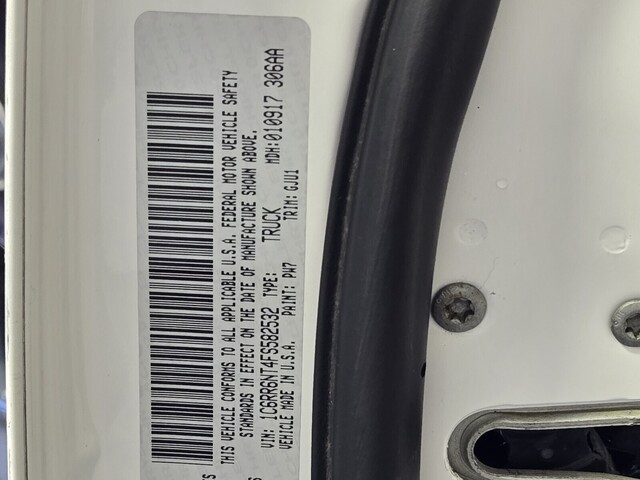 THIS VEHICLE CONFORMS TO ALL APPLICABLE U.S.A. FEDERAL MOTOR VEHICLE SAFETY
STANDARDS IN EFFECT ON THE DATE OF MANUFACTURE SHOWN ABOVE.
VIN: 1C6RR6NT4FS582532 TYPE: TRUCK MDH:010917 306AA
VEHICLE MADE IN U.S.A. PAINT: PW7 TRIM: GJU1